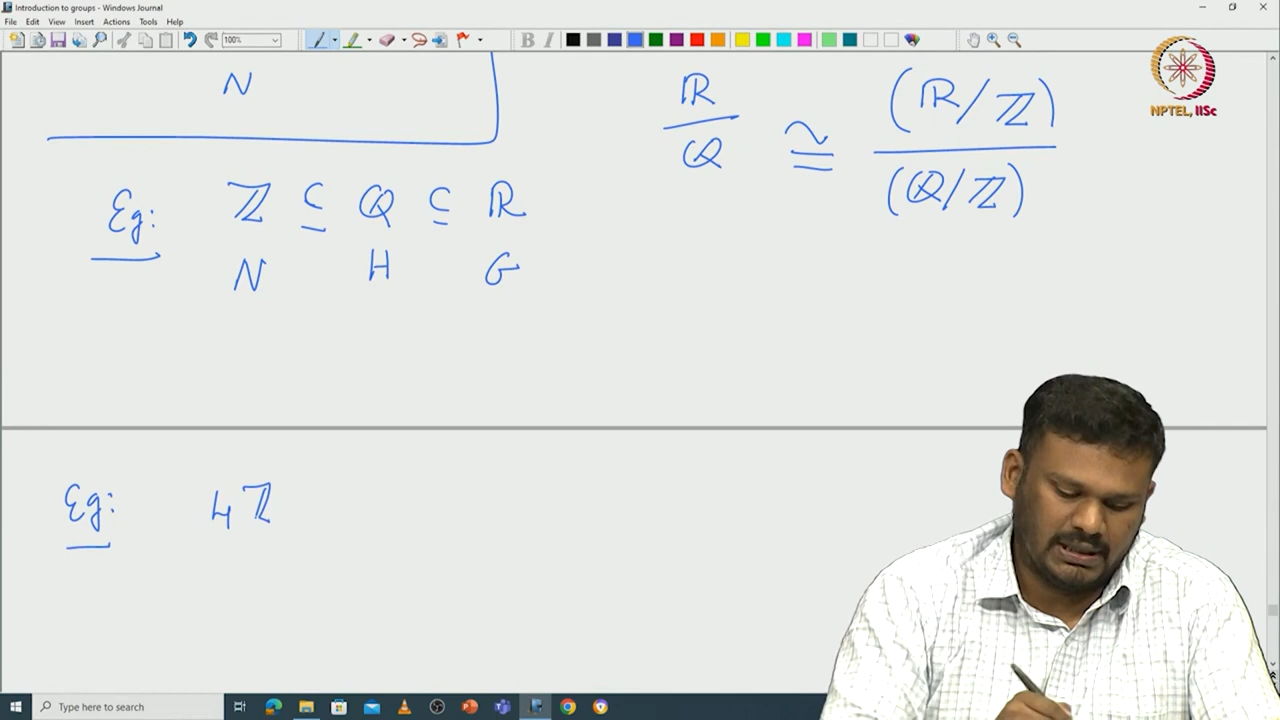 Introduction to groups - Windows Journal
File Edit View Insert Actions Tools Help
100%
B I
N
ℝ/ℚ ≅ (ℝ/ℤ)/(ℚ/ℤ)
NPTEL, IISc
Eg: ℤ ⊆ ℚ ⊆ ℝ
N H G
Eg: 4ℤ
Type here to search